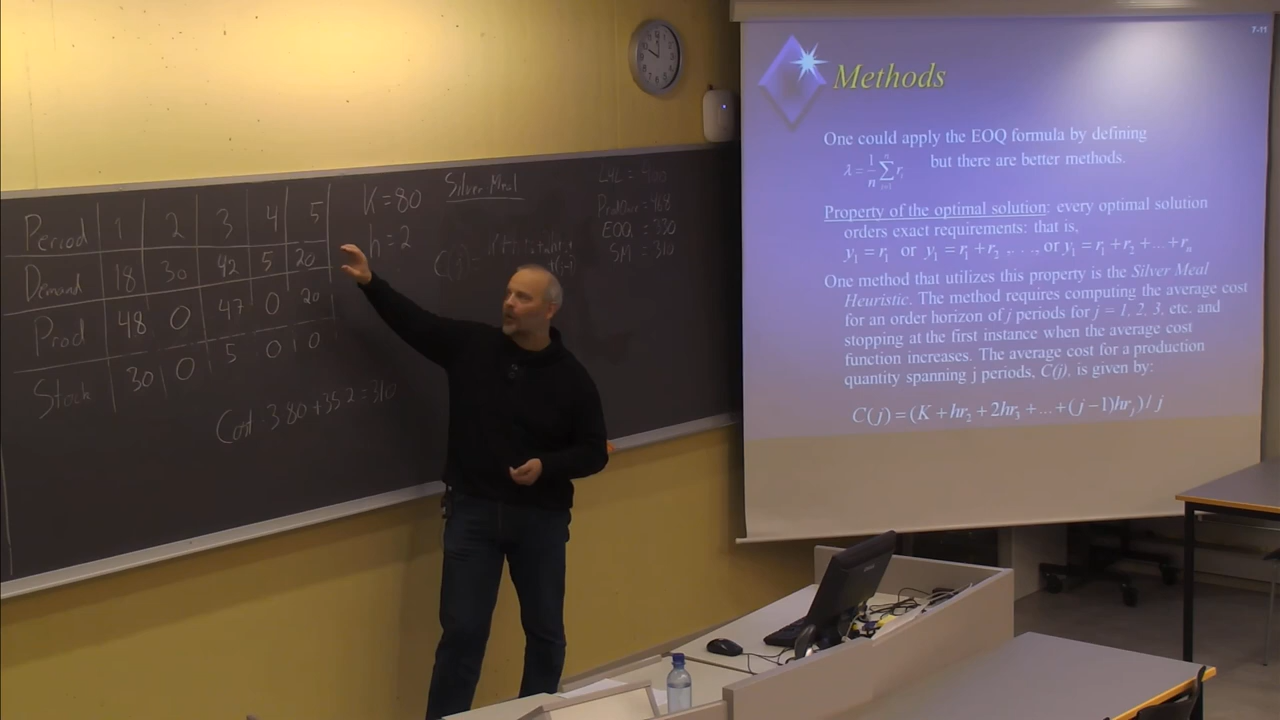 Period 1 2 3 4 5
Demand 18 30 42 5 20
Prod 48 0 47 0 20
Stock 30 0 5 0 0
Cost: 3·80+35·2=310
K=80
h=2
Silver Meal
EOQ = 330
SM = 310
7-11
Methods
One could apply the EOQ formula by defining
λ = 1/n ∑ r_i but there are better methods.
Property of the optimal solution: every optimal solution
orders exact requirements: that is,
y₁ = r₁ or y₁ = r₁ + r₂ ,…, or y₁ = r₁ + r₂ + … + rₙ
One method that utilizes this property is the Silver Meal
Heuristic. The method requires computing the average cost
for an order horizon of j periods for j = 1, 2, 3, etc. and
stopping at the first instance when the average cost
function increases. The average cost for a production
quantity spanning j periods, C(j), is given by:
C(j) = (K + hr₂ + 2hr₃ + ... + (j − 1)hrⱼ) / j